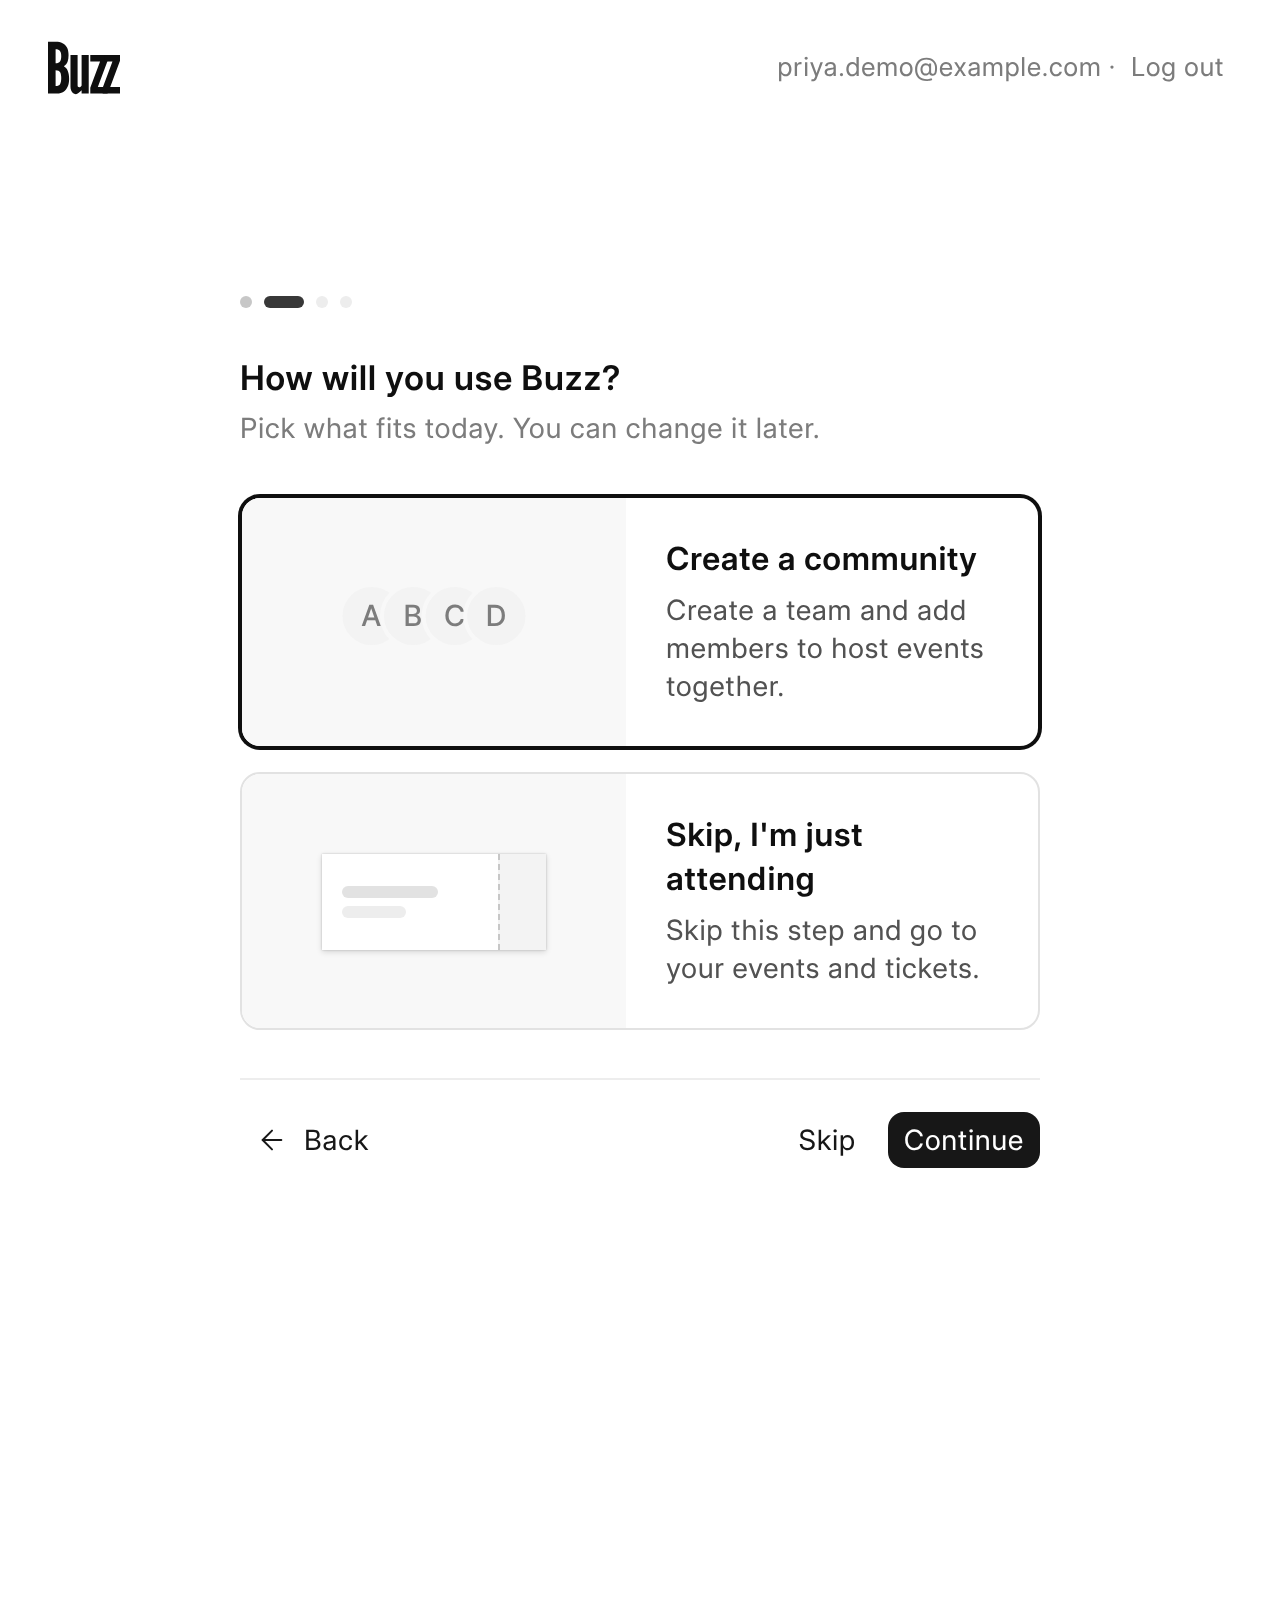 Buzz
priya.demo@example.com · Log out
How will you use Buzz?
Pick what fits today. You can change it later.
A B C D
Create a community
Create a team and add
members to host events
together.
Skip, I'm just
attending
Skip this step and go to
your events and tickets.
← Back
Skip
Continue